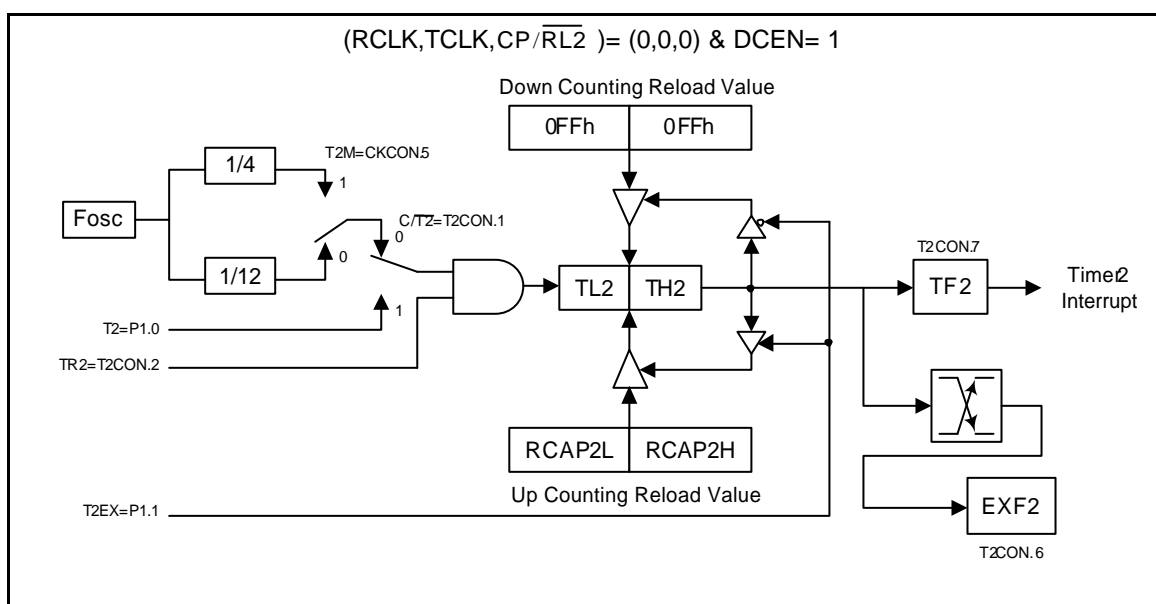 (RCLK,TCLK,CP/RL2 )= (0,0,0) & DCEN= 1
Down Counting Reload Value
0FFh 0FFh
T2M=CKCON.5
1/4
1
Fosc
C/T2=T2CON.1
0
0
1/12
T2CON.7
TL2 TH2
TF2
Timer2
Interrupt
1
T2=P1.0
TR2=T2CON.2
RCAP2L RCAP2H
Up Counting Reload Value
T2EX=P1.1
EXF2
T2CON.6